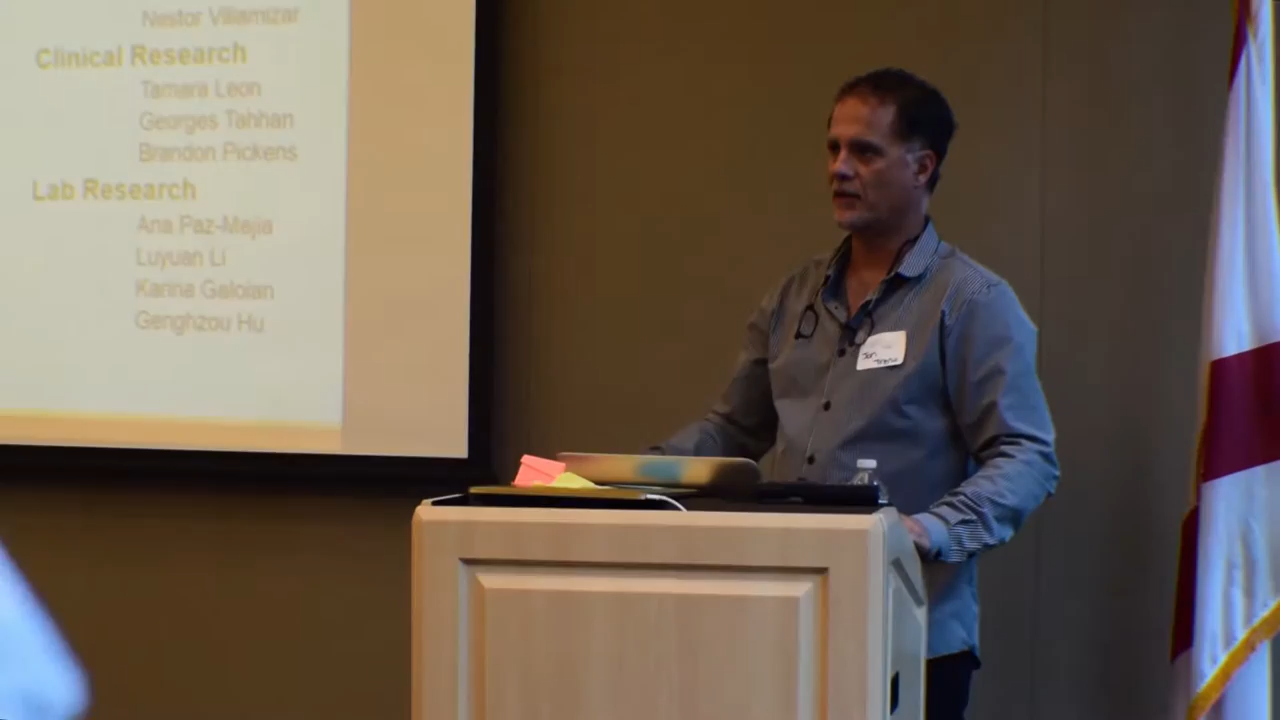 Nestor Villamizar
Clinical Research
Tamara Leon
Georges Tahhan
Brandon Pickens
Lab Research
Ana Paz-Mejia
Luyuan Li
Karina Galoian
Genghzou Hu
Jon